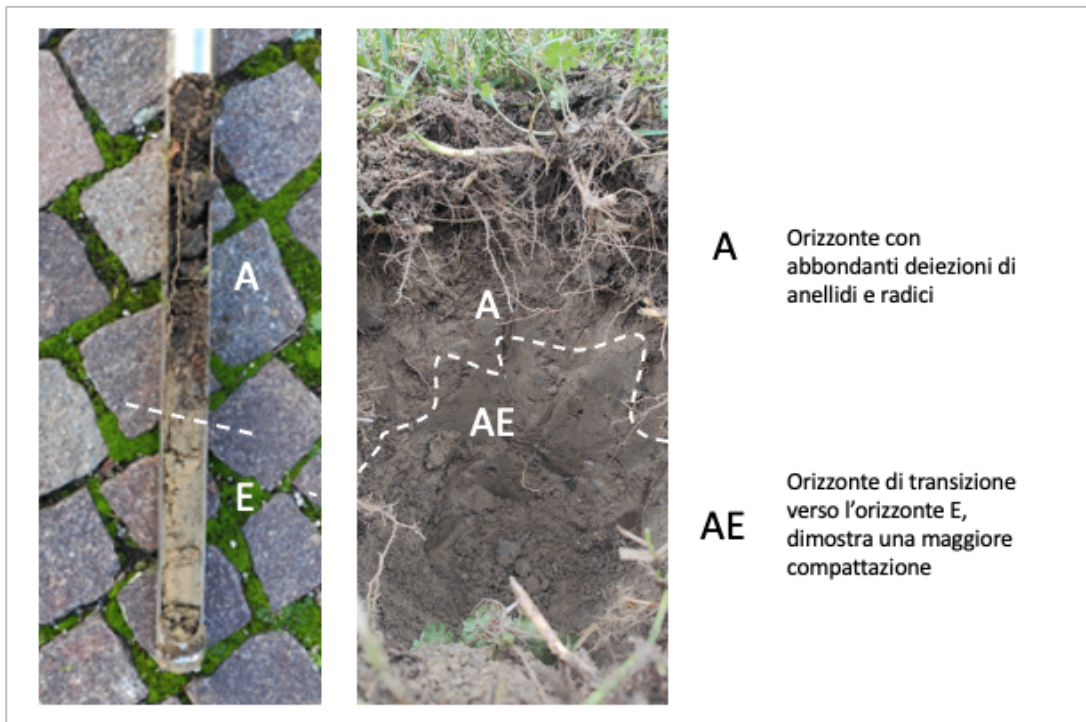 A
E
A
AE
A
Orizzonte con
abbondanti deiezioni di
anellidi e radici
AE
Orizzonte di transizione
verso l'orizzonte E,
dimostra una maggiore
compattazione